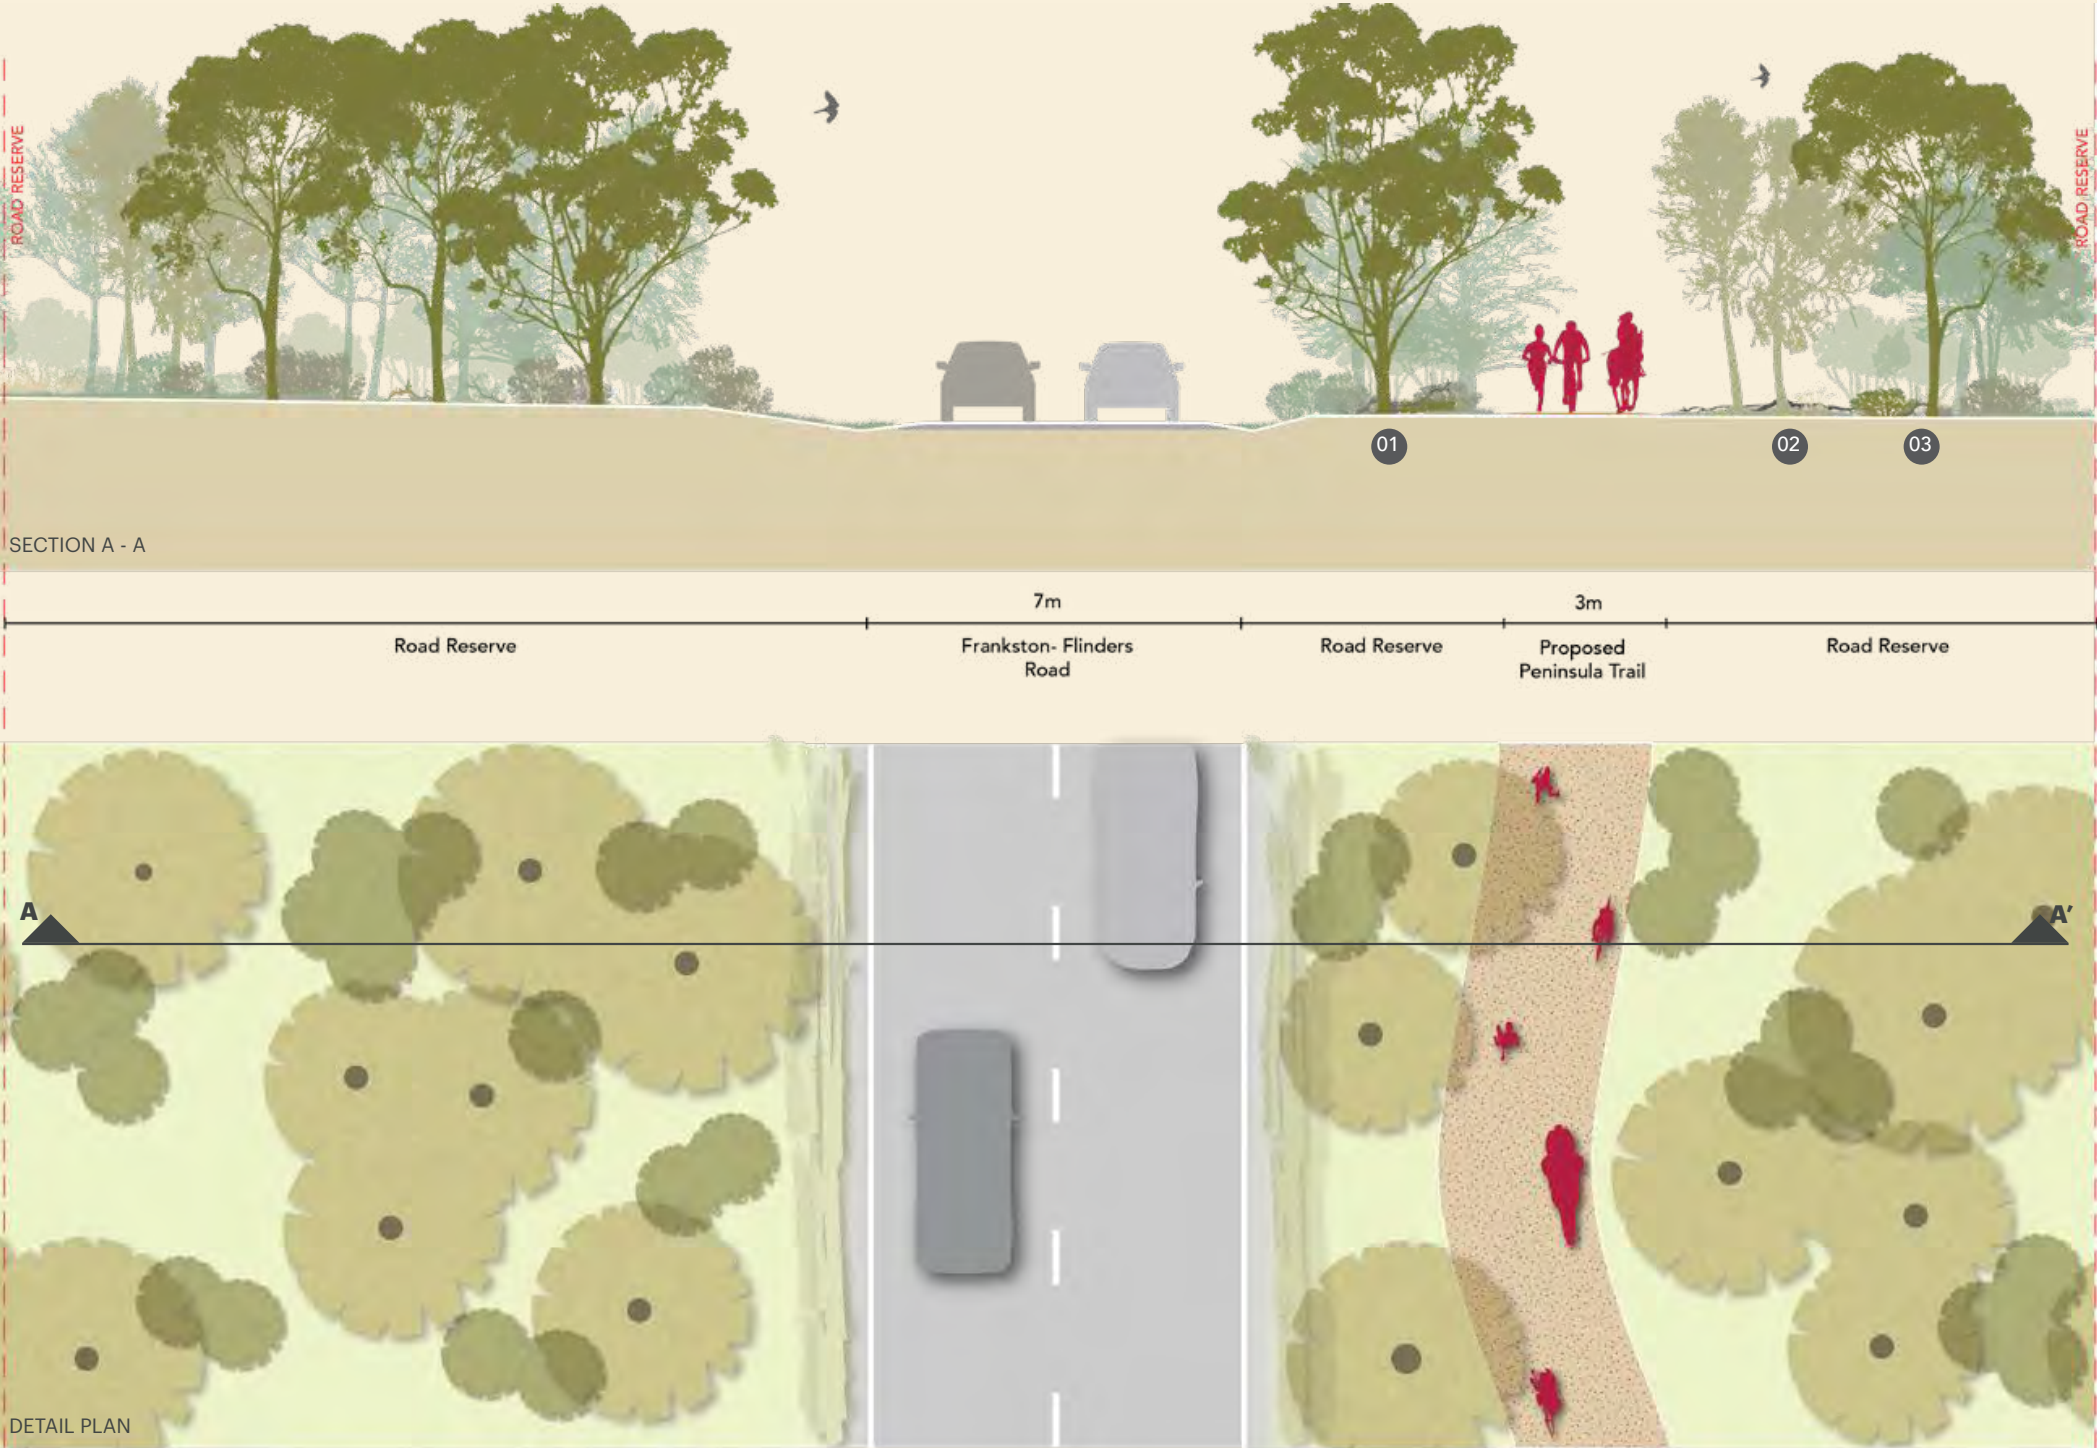 ROAD RESERVE
ROAD RESERVE
01
02
03
SECTION A - A
7m
3m
Road Reserve
Frankston- Flinders
Road
Road Reserve
Proposed
Peninsula Trail
Road Reserve
A
A’
DETAIL PLAN